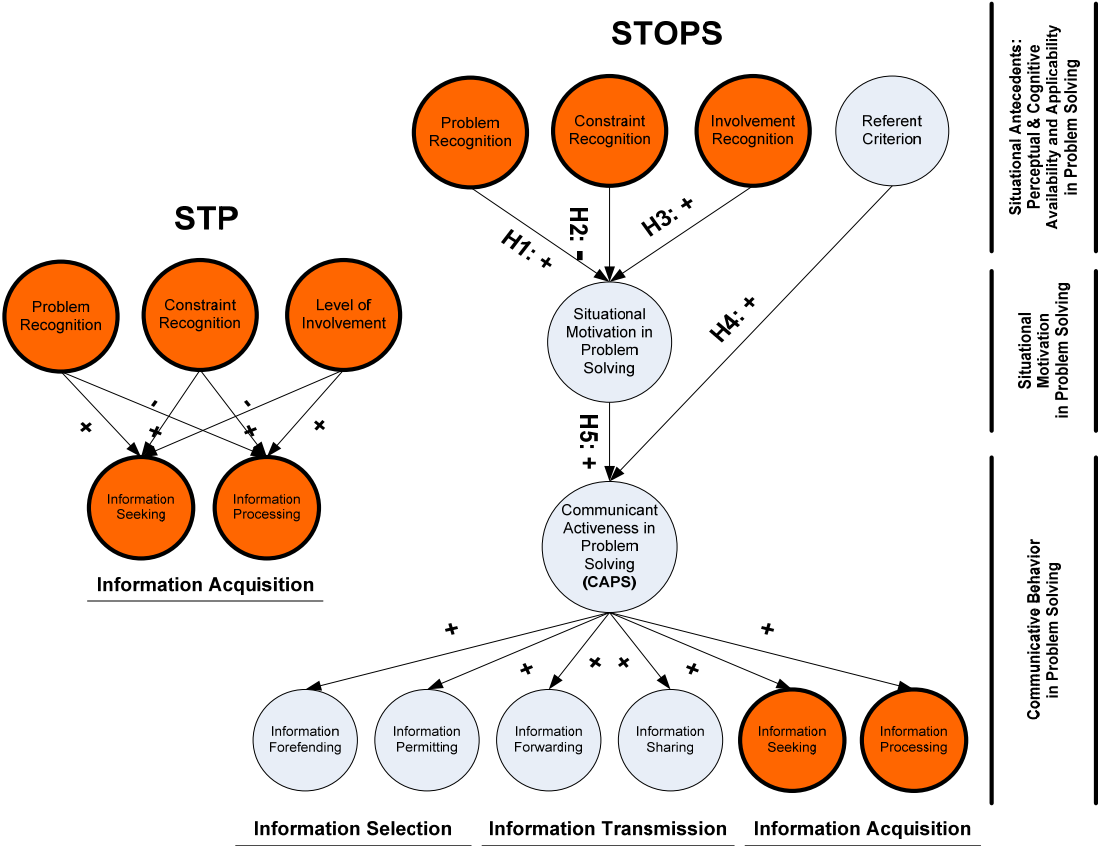 STOPS
Problem
Recognition
Constraint
Recognition
Involvement
Recognition
Referent
Criterion
Situational Antecedents:
Perceptual & Cognitive
Availability and Applicability
in Problem Solving
H1: +
H2: -
H3: +
H4: +
STP
Problem
Recognition
Constraint
Recognition
Level of
Involvement
Situational
Motivation in
Problem
Solving
Situational
Motivation
in Problem Solving
-
-
+
+
+
+
H5: +
Information
Seeking
Information
Processing
Information Acquisition
Communicant
Activeness in
Problem
Solving
(CAPS)
Communicative Behavior
in Problem Solving
+
+
+
+
+
+
Information
Forefending
Information
Permitting
Information
Forwarding
Information
Sharing
Information
Seeking
Information
Processing
Information Selection
Information Transmission
Information Acquisition